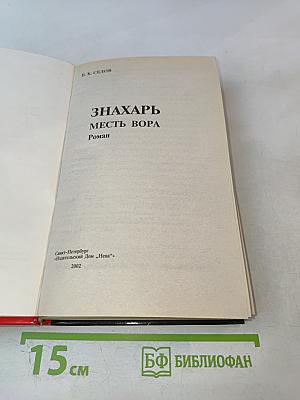 Б. К. СЕДОВ
ЗНАХАРЬ
МЕСТЬ ВОРА
Роман
Санкт-Петербург
«Издательский Дом „Нева“»
2002
15 см
БФ БИБЛИОФАН